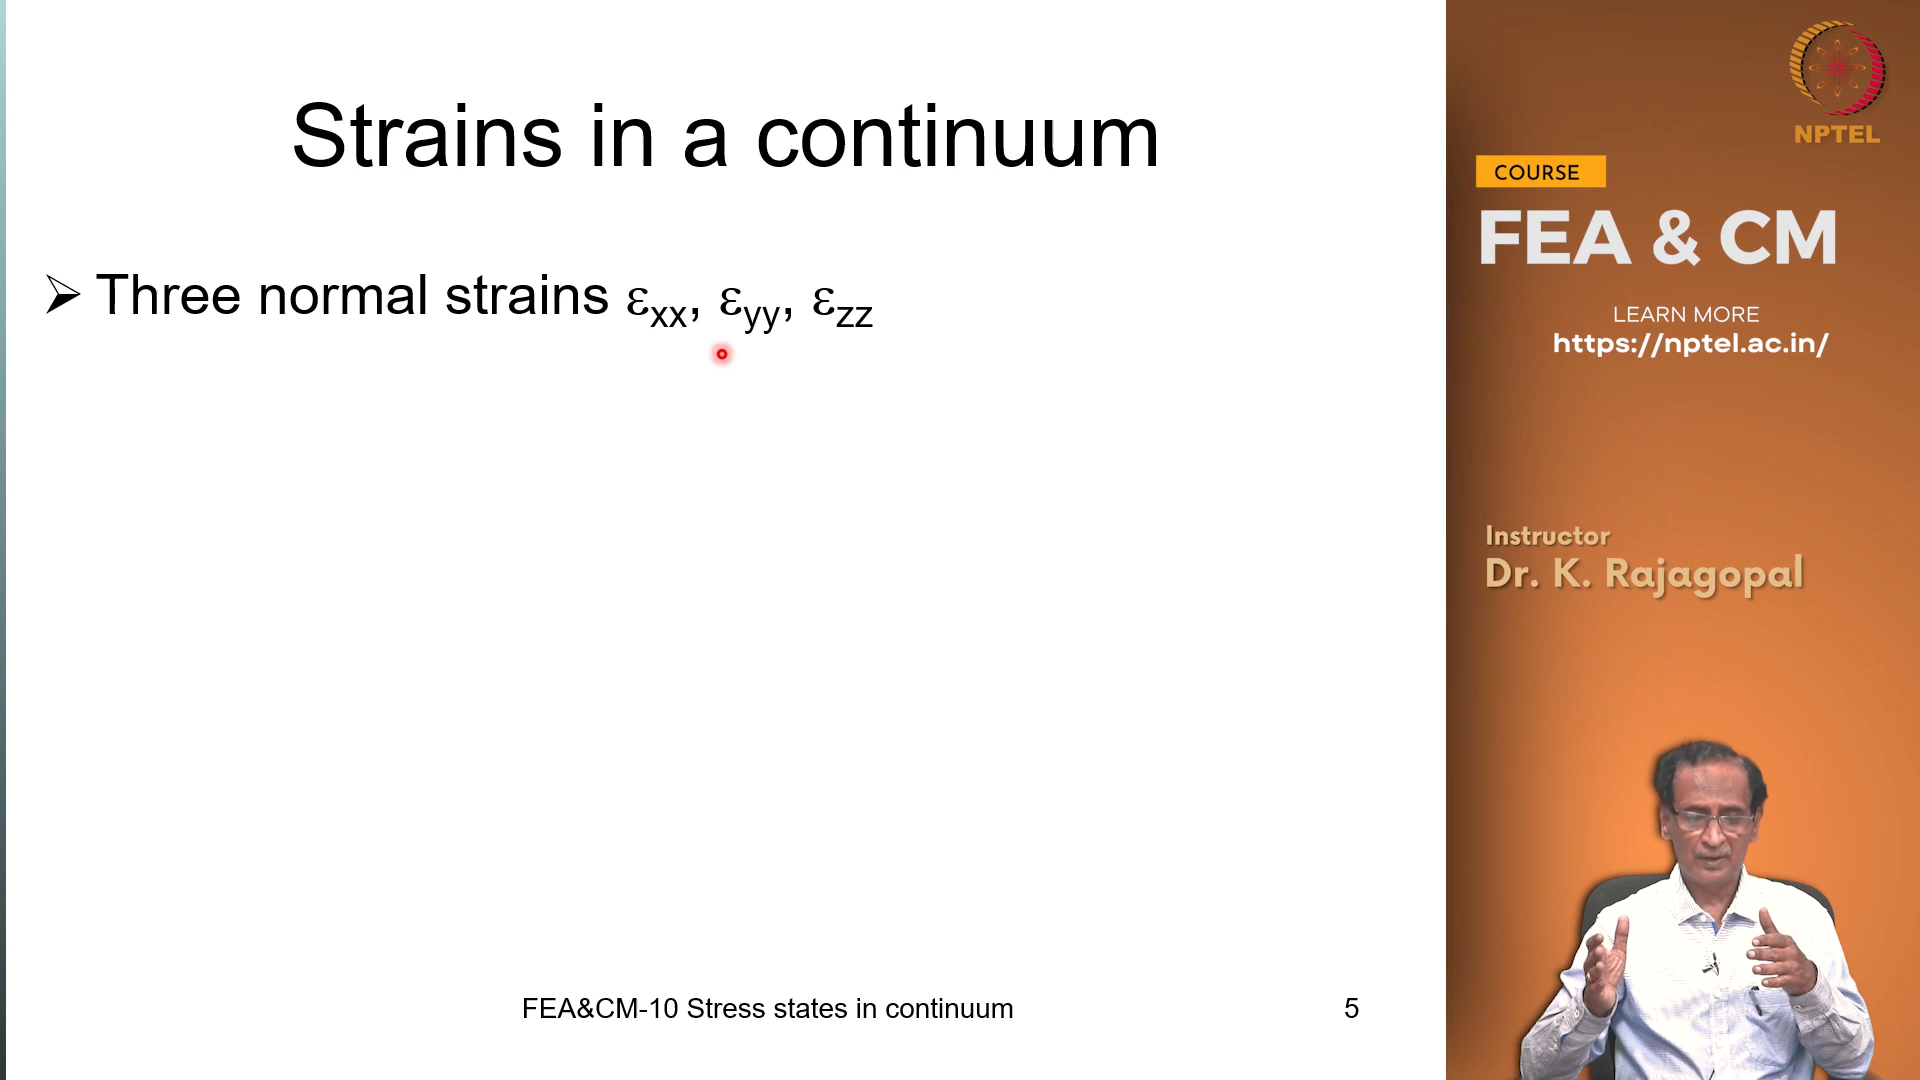 Strains in a continuum
➢ Three normal strains εxx, εyy, εzz
FEA&CM-10 Stress states in continuum
5
NPTEL
COURSE
FEA & CM
LEARN MORE
https://nptel.ac.in/
Instructor
Dr. K. Rajagopal